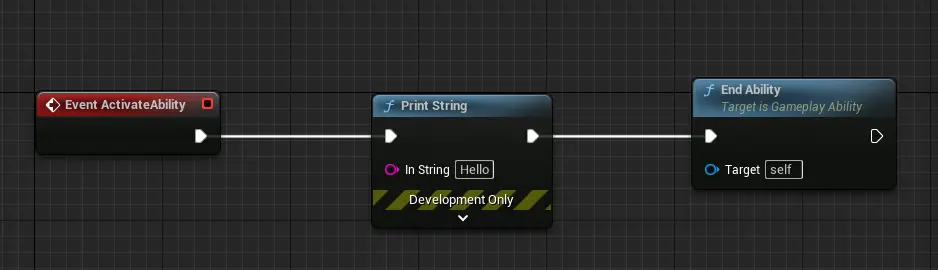 Event ActivateAbility
f Print String
In String Hello
Development Only
f End Ability
Target is Gameplay Ability
Target self